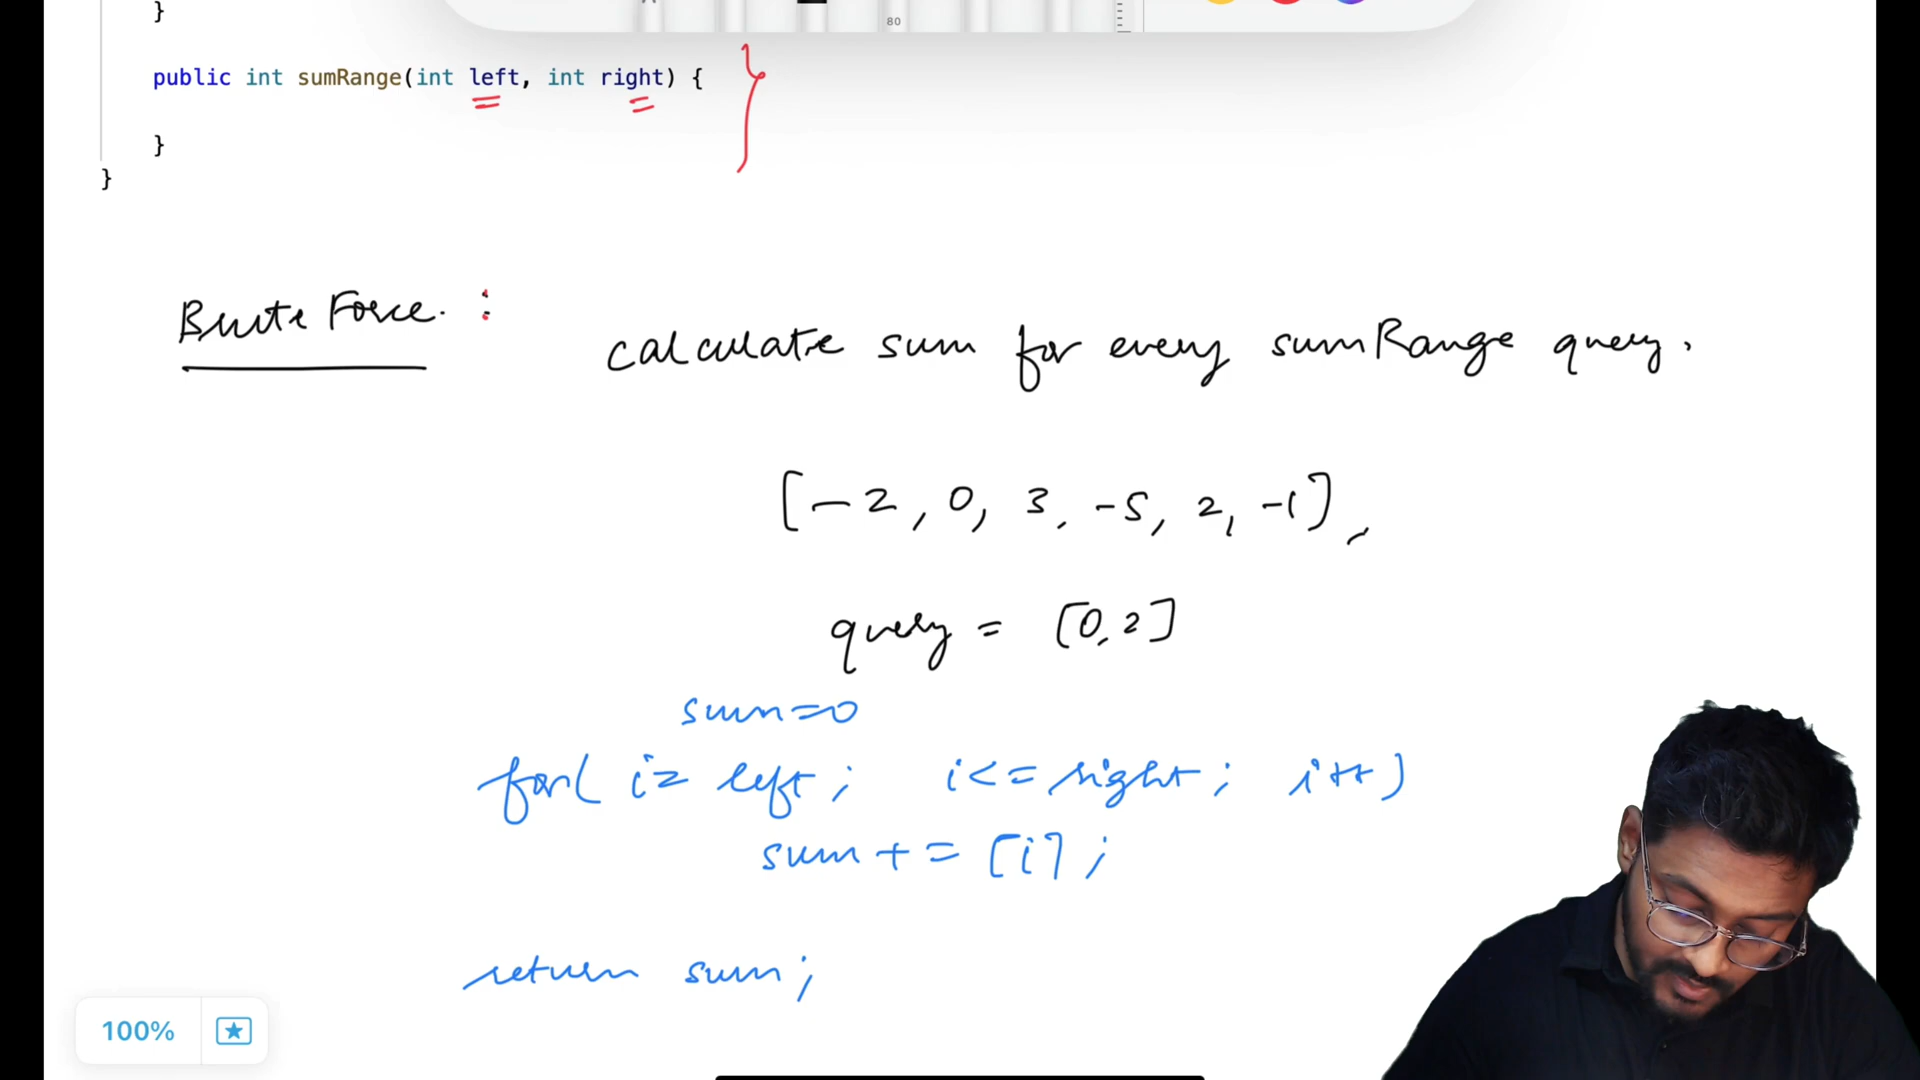 80
}
public int sumRange(int left, int right) {
}
}
Brute Force. :
calculate sum for every sumRange query.
[-2, 0, 3, -5, 2, -1],
query = [0,2]
sum=0
for( i= left; i<=right; i++)
sum += [i];
return sum;
100%